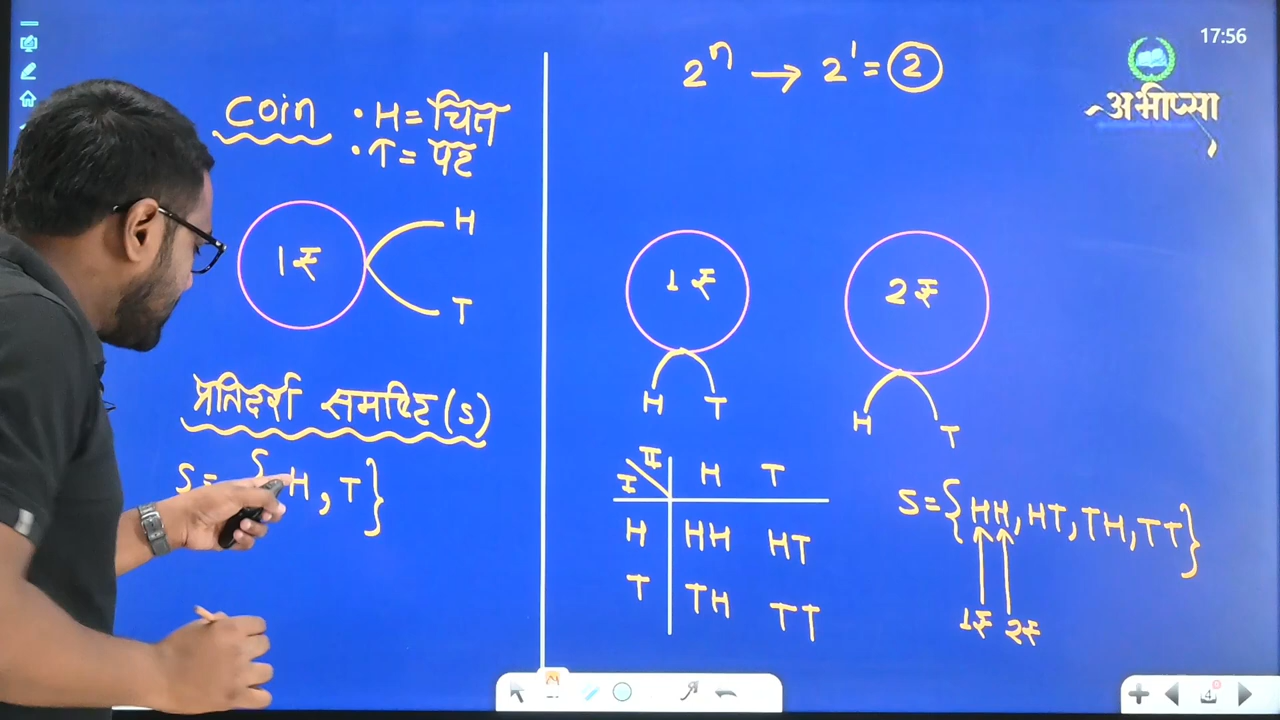 17:56
अभीप्सा
Coin
• H = चित
• T = पट
1₹
H
T
प्रतिदर्श समष्टि (S)
S = { H, T }
2ⁿ → 2¹ = 2
1₹
H T
2₹
H T
II H T
I
H HH HT
T TH TT
S = { HH, HT, TH, TT }
1₹ 2₹
4